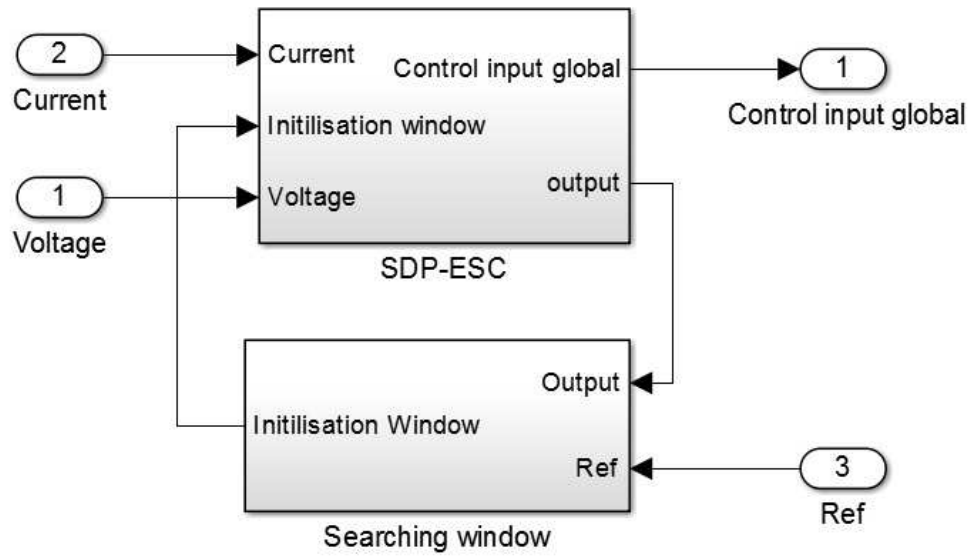 2
Current
1
Voltage
Current
Initilisation window
Voltage
Control input global
output
SDP-ESC
1
Control input global
Output
Initilisation Window
Ref
Searching window
3
Ref